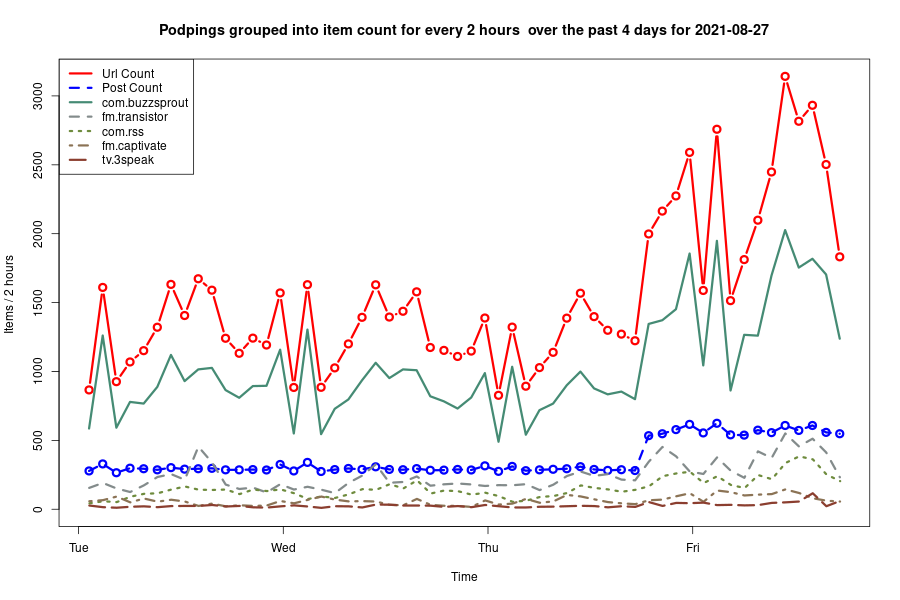 Podpings grouped into item count for every 2 hours  over the past 4 days for 2021-08-27
Url Count
Post Count
com.buzzsprout
fm.transistor
com.rss
fm.captivate
tv.3speak
Items / 2 hours
3000
2500
2000
1500
1000
500
0
Tue Wed Thu Fri
Time